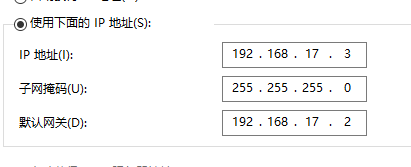 使用下面的 IP 地址(S):
IP 地址(I):
192 . 168 . 17 . 3
子网掩码(U):
255 . 255 . 255 . 0
默认网关(D):
192 . 168 . 17 . 2